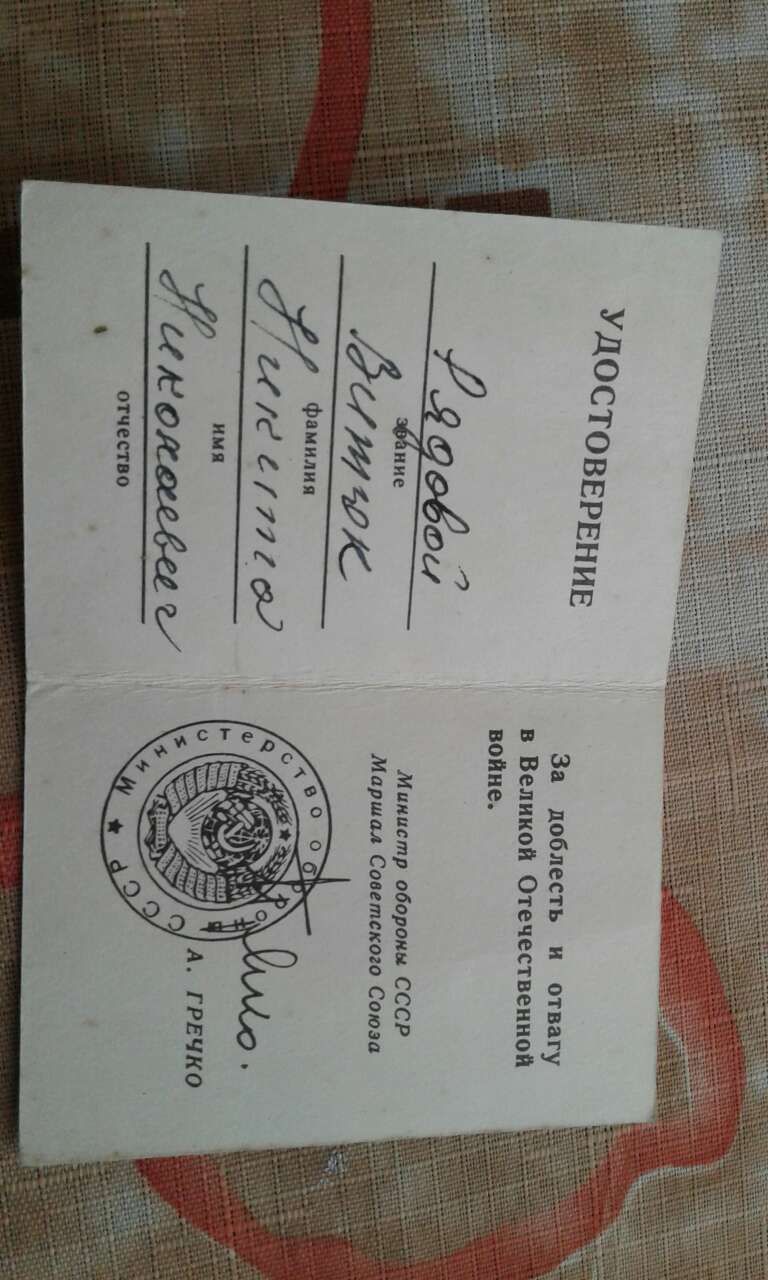 УДОСТОВЕРЕНИЕ
Рядовой
звание
Витюк
фамилия
Никита
имя
Николаевич
отчество
За доблесть и отвагу
в Великой Отечественной
войне.
Министр обороны СССР
Маршал Советского Союза
А. ГРЕЧКО
Министерство обороны СССР